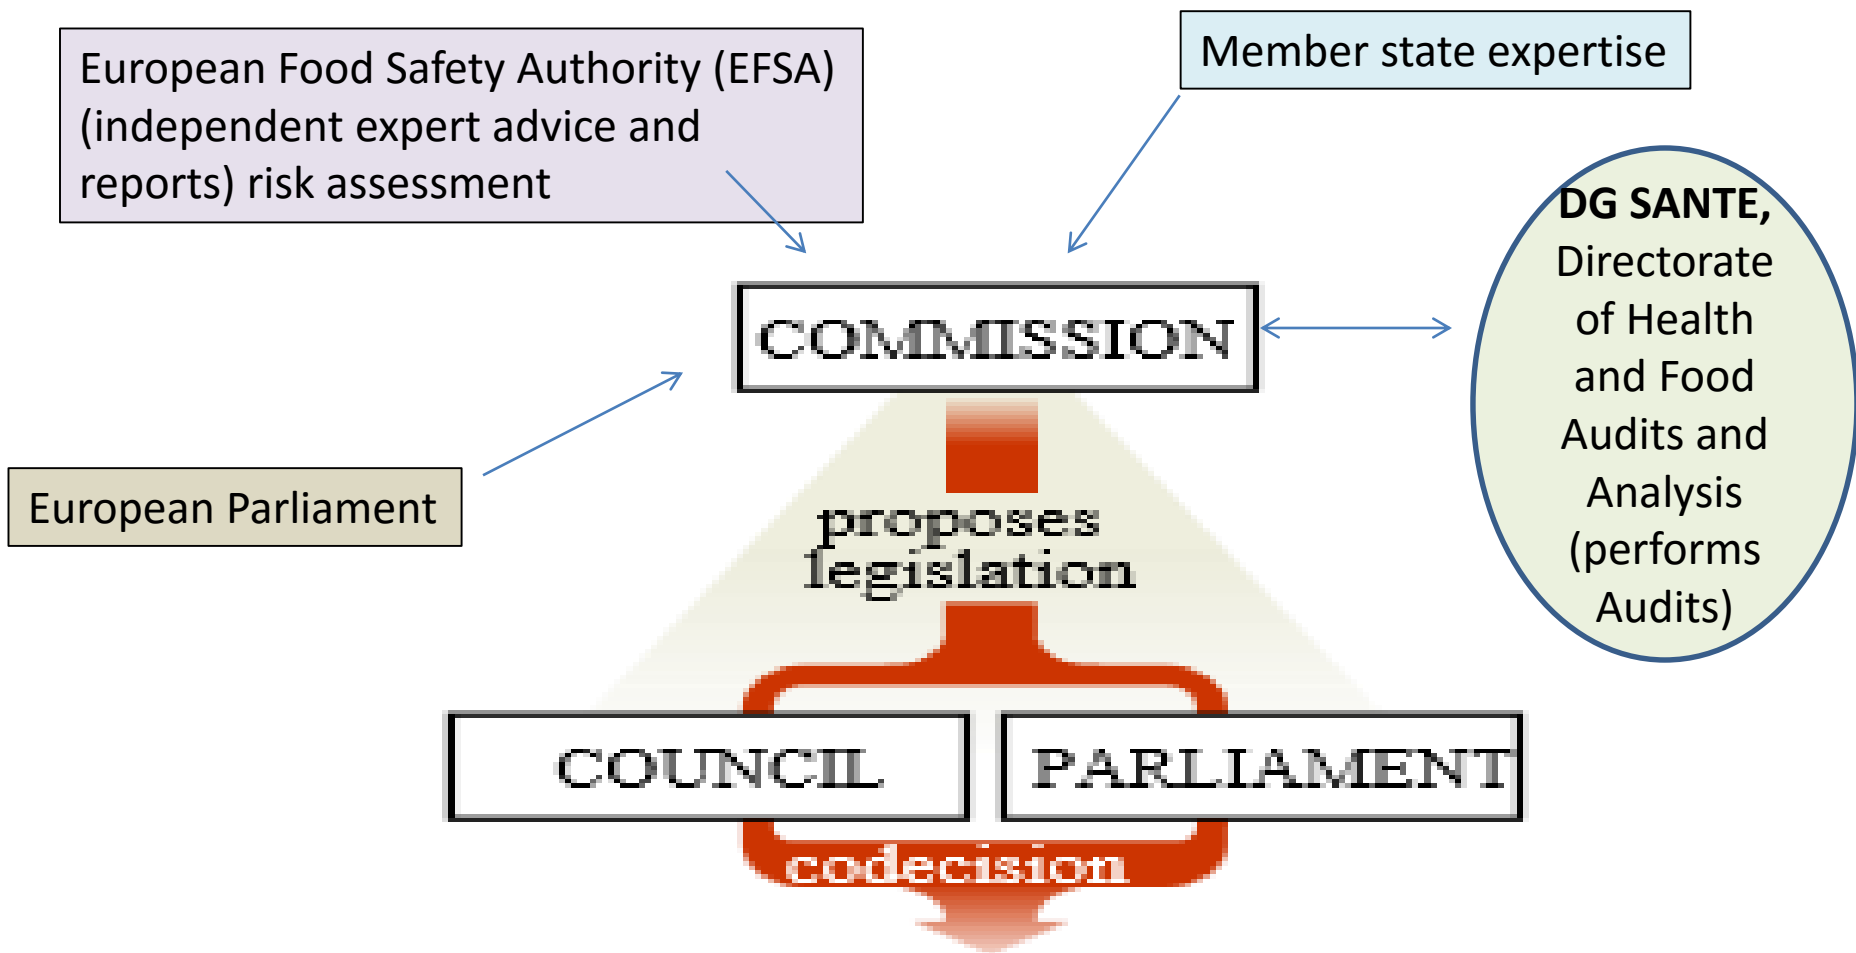 European Food Safety Authority (EFSA)
(independent expert advice and
reports) risk assessment
Member state expertise
DG SANTE,
Directorate
of Health
and Food
Audits and
Analysis
(performs
Audits)
COMMISSION
European Parliament
proposes
legislation
COUNCIL
PARLIAMENT
codecision